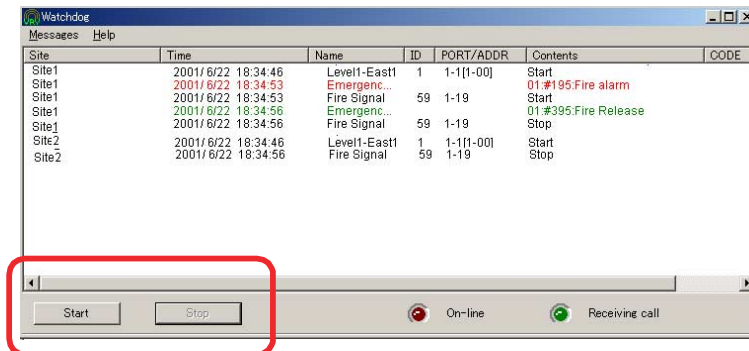 Watchdog
Messages Help
Site Time Name ID PORT/ADDR Contents CODE
Site1 2001/6/22 18:34:46 Level1-East1 1 1-1[1-00] Start
Site1 2001/6/22 18:34:53 Emergenc... 01:#195:Fire alarm
Site1 2001/6/22 18:34:53 Fire Signal 59 1-19 Start
Site1 2001/6/22 18:34:56 Emergenc... 01:#395:Fire Release
Site1 2001/6/22 18:34:56 Fire Signal 59 1-19 Stop
Site2 2001/6/22 18:34:46 Level1-East1 1 1-1[1-00] Start
Site2 2001/6/22 18:34:56 Fire Signal 59 1-19 Stop
Start Stop On-line Receiving call